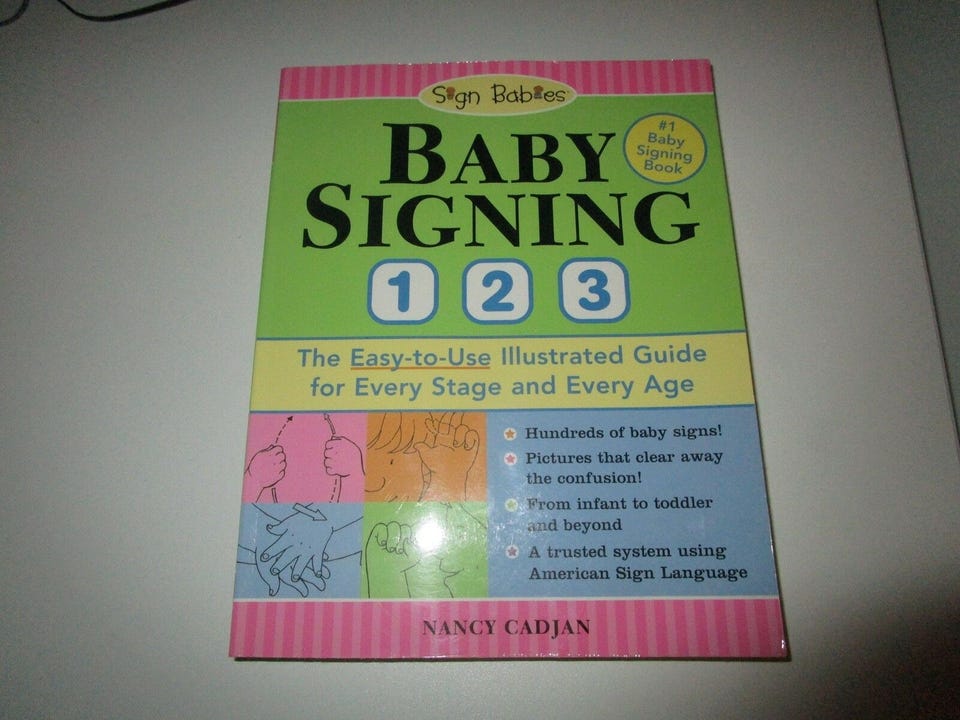 Sign Babies
#1
Baby
Signing
Book
BABY
SIGNING
1 2 3
The Easy-to-Use Illustrated Guide
for Every Stage and Every Age
Hundreds of baby signs!
Pictures that clear away
the confusion!
From infant to toddler
and beyond
A trusted system using
American Sign Language
NANCY CADJAN